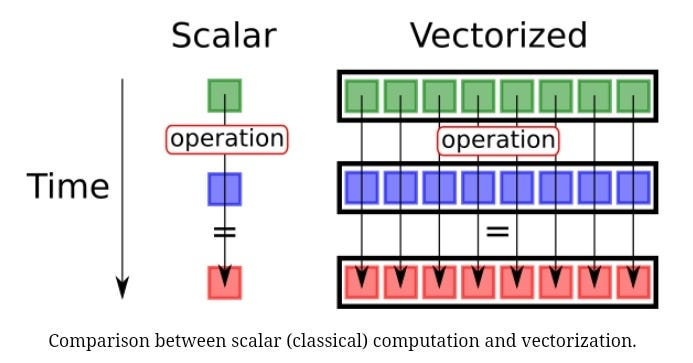 Scalar
Vectorized
operation
operation
Time
=
=
Comparison between scalar (classical) computation and vectorization.